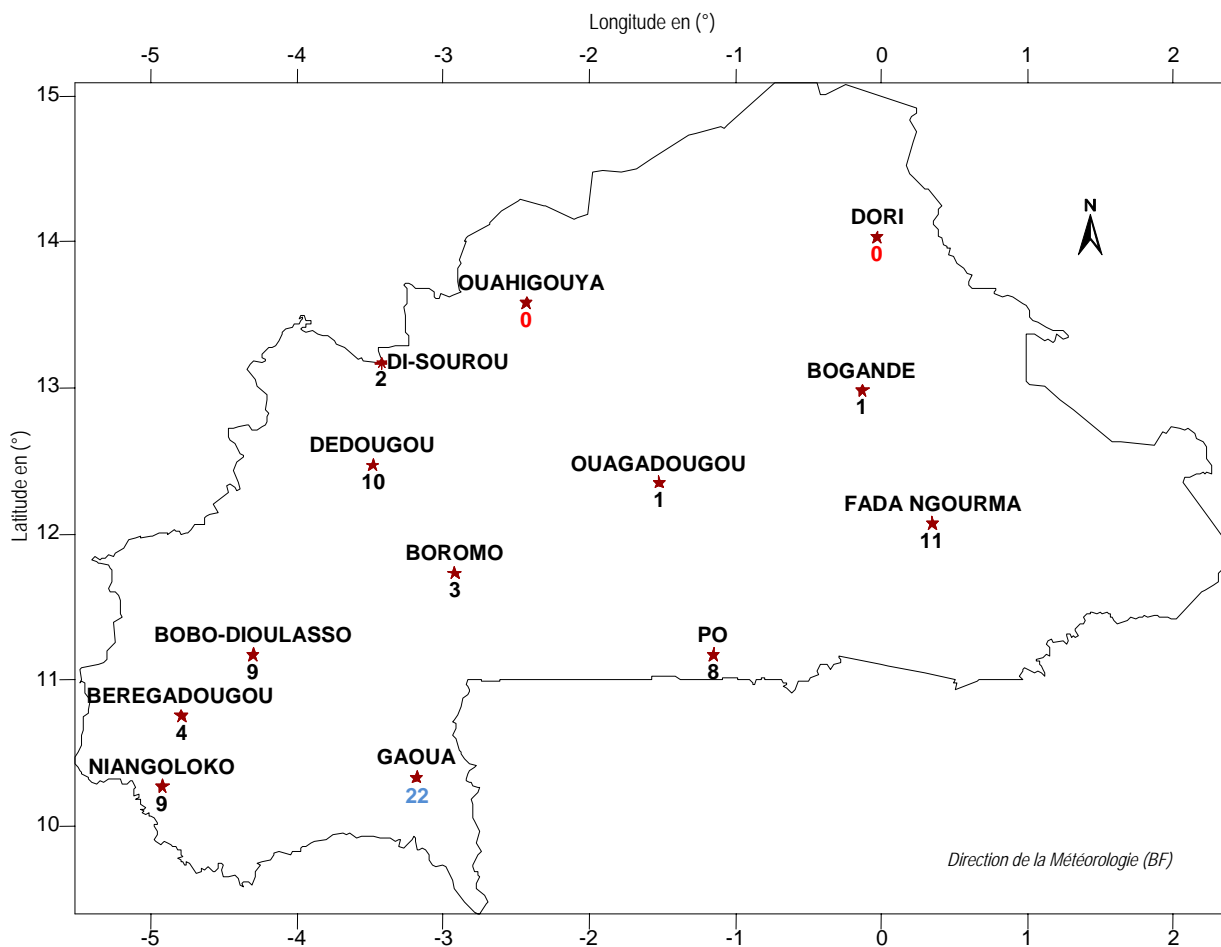 Longitude en (°)
-5 -4 -3 -2 -1 0 1 2
15
DORI
N
14
0
OUAHIGOUYA
0
DI-SOUROU
2
13
BOGANDE
1
DEDOUGOU
10
OUAGADOUGOU
1
FADA NGOURMA
11
Latitude en (°)
12
BOROMO
3
BOBO-DIOULASSO
9
PO
8
11
BEREGADOUGOU
4
NIANGOLOKO
9
GAOUA
22
10
Direction de la Météorologie (BF)
-5 -4 -3 -2 -1 0 1 2